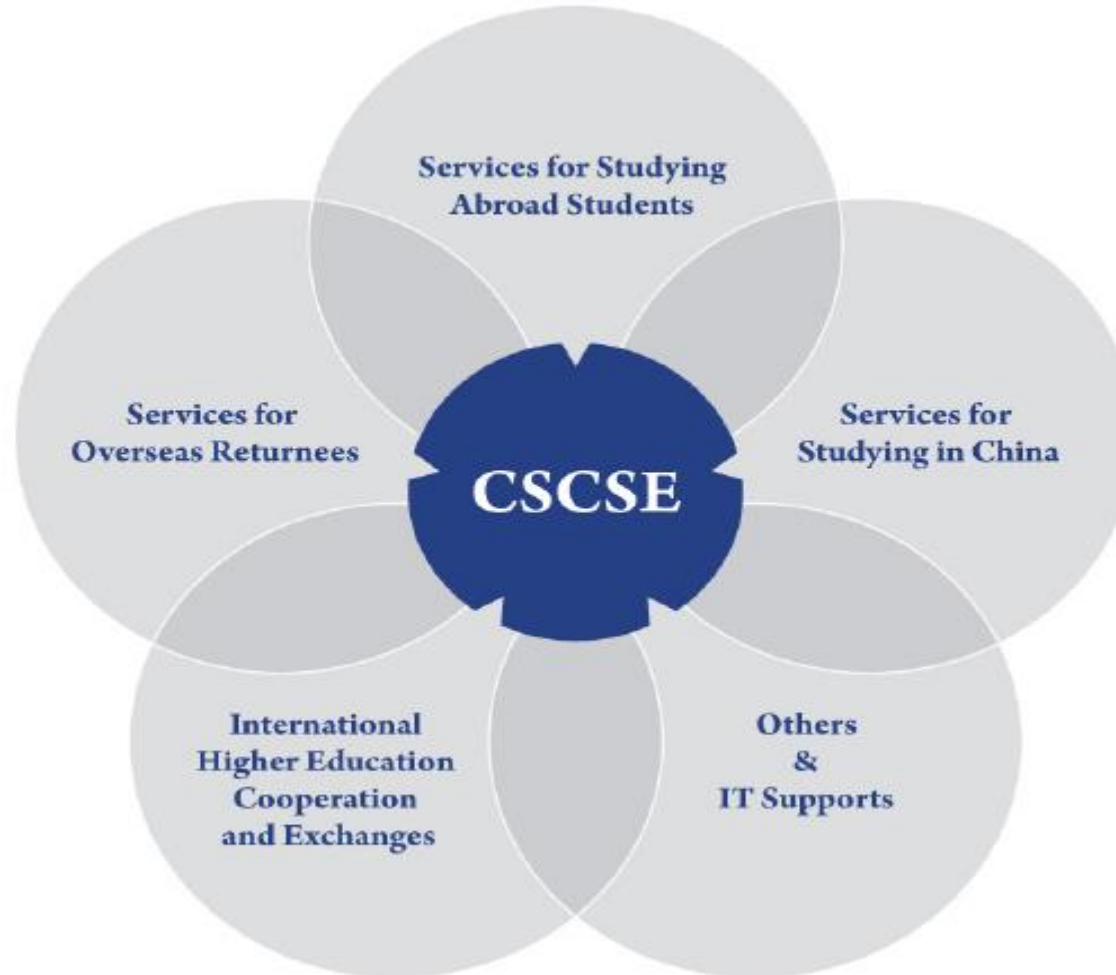 Services for Studying
Abroad Students
Services for
Overseas Returnees
CSCSE
Services for
Studying in China
International
Higher Education
Cooperation
and Exchanges
Others
&
IT Supports